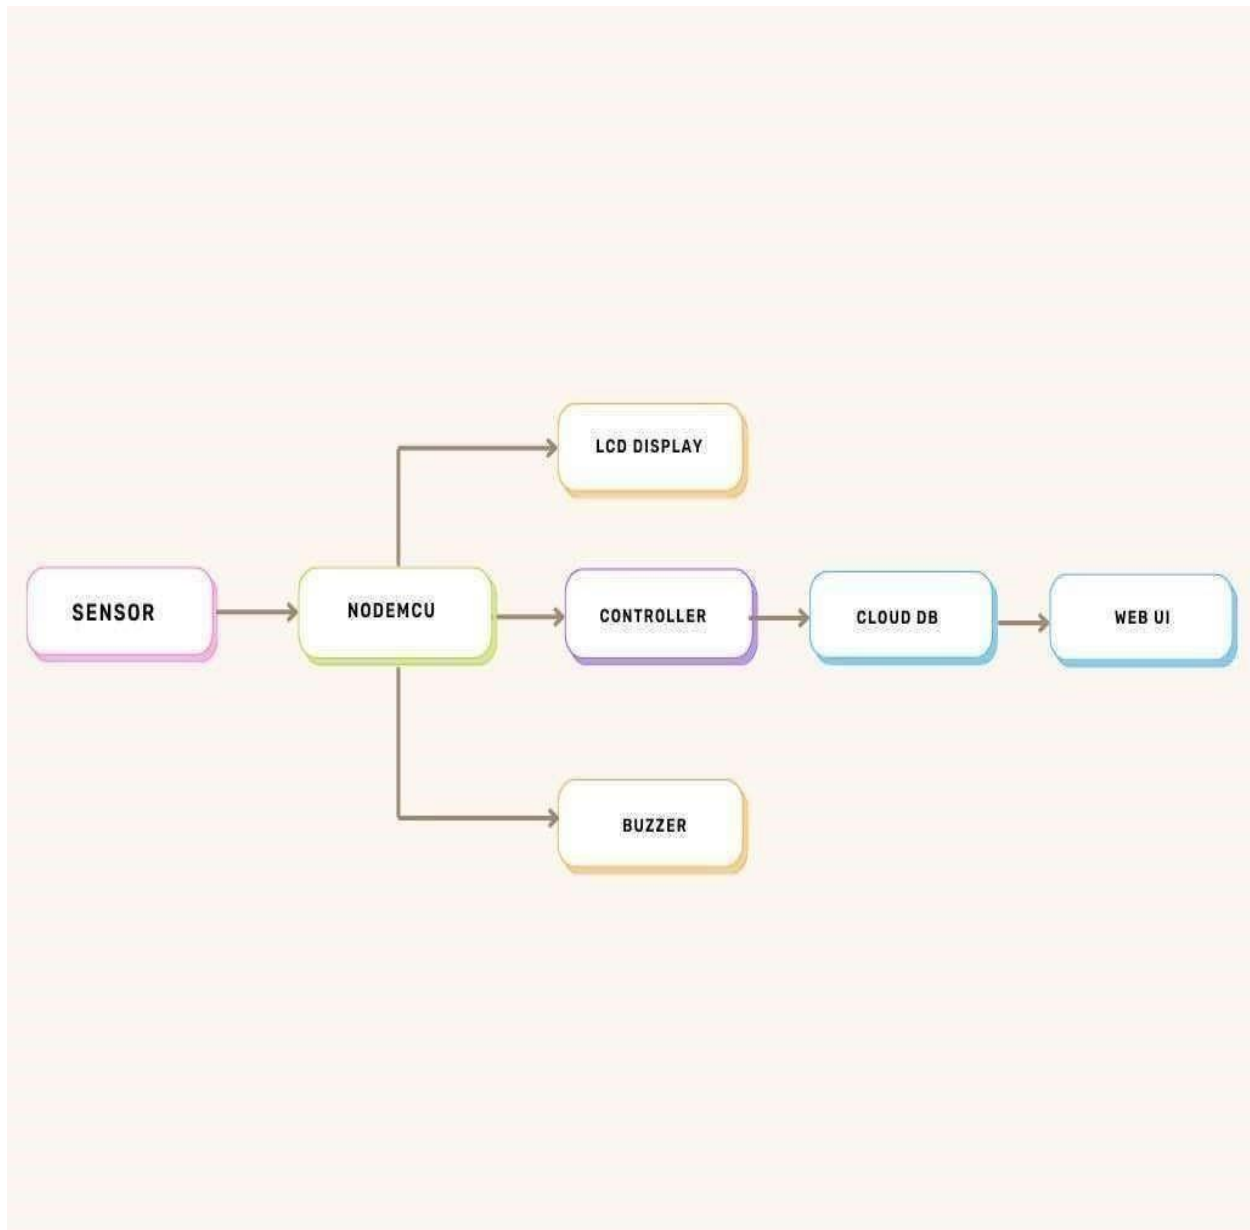 LCD DISPLAY
SENSOR
NODEMCU
CONTROLLER
CLOUD DB
WEB UI
BUZZER